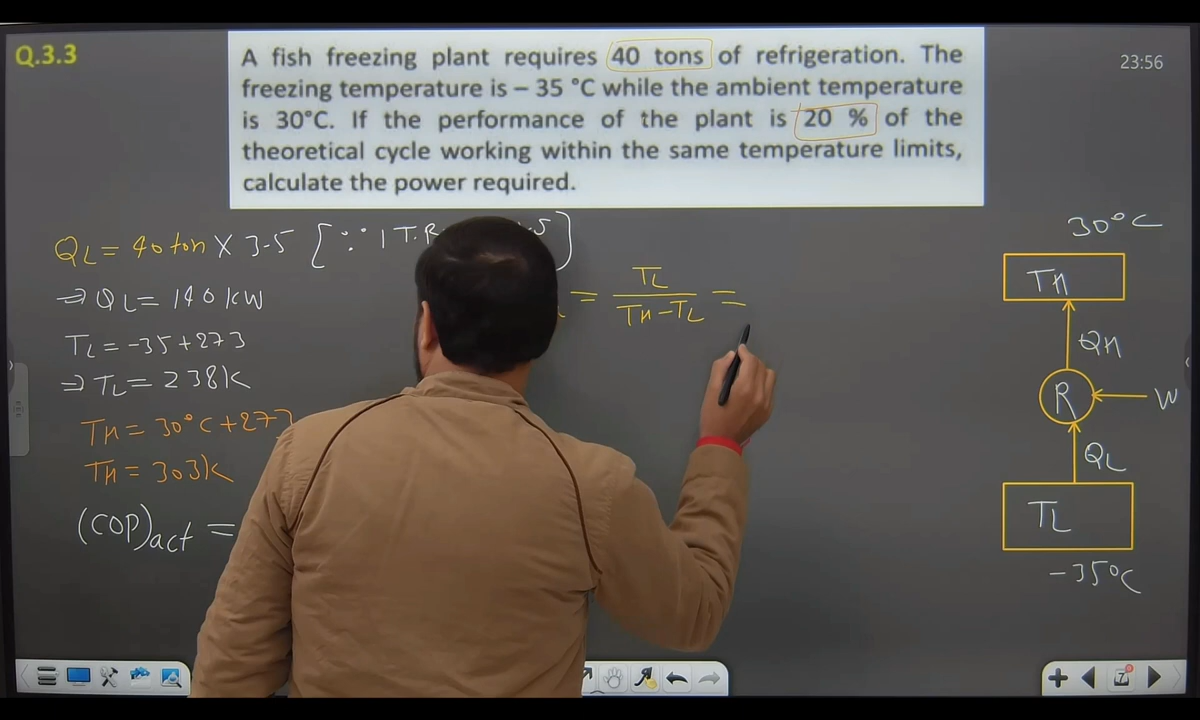 Q.3.3
A fish freezing plant requires 40 tons of refrigeration. The
freezing temperature is – 35 °C while the ambient temperature
is 30°C. If the performance of the plant is 20 % of the
theoretical cycle working within the same temperature limits,
calculate the power required.
23:56
QL = 40 ton X 3.5 [∵ 1 T.R
⇒ QL = 140 kW
TL = -35+273
⇒ TL = 238K
TH = 30°C+273
TH = 303K
(COP)act =
= TL / TH-TL =
30°C
TH
QH
R
W
QL
TL
-35°C